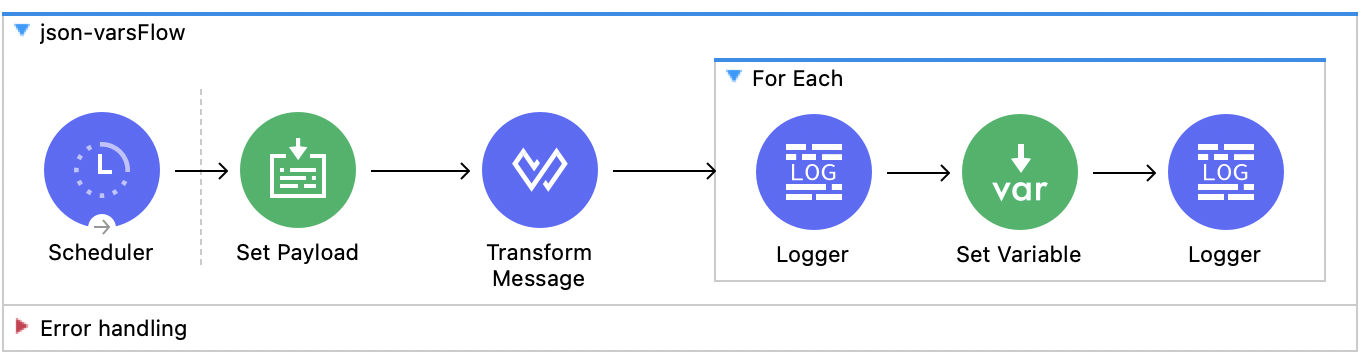 json-varsFlow
For Each
LOG
var
LOG
Scheduler
Set Payload
Transform
Message
Logger
Set Variable
Logger
Error handling